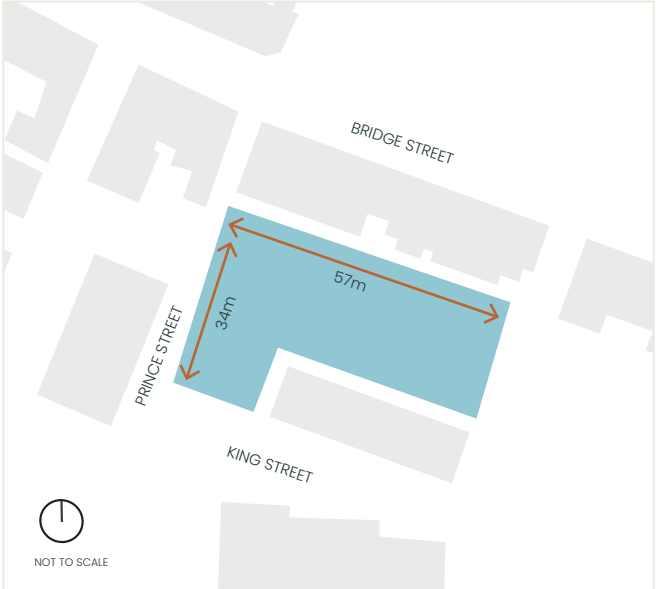 BRIDGE STREET
57m
34m
PRINCE STREET
KING STREET
NOT TO SCALE